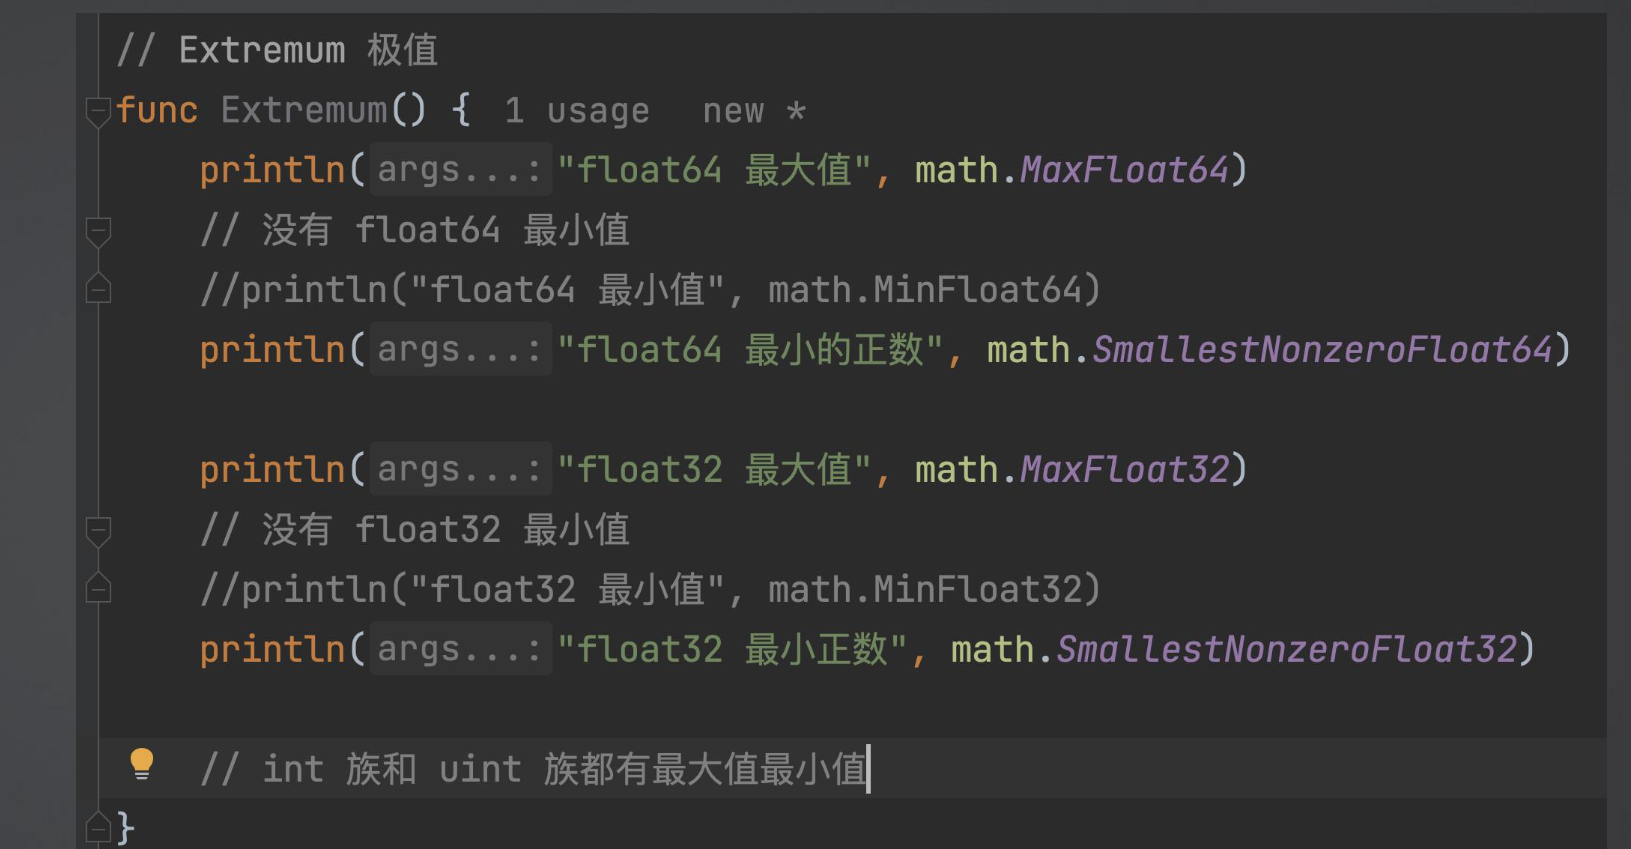 // Extremum 极值
func Extremum() { 1 usage new *
println(args...: "float64 最大值", math.MaxFloat64)
// 没有 float64 最小值
//println("float64 最小值", math.MinFloat64)
println(args...: "float64 最小的正数", math.SmallestNonzeroFloat64)
println(args...: "float32 最大值", math.MaxFloat32)
// 没有 float32 最小值
//println("float32 最小值", math.MinFloat32)
println(args...: "float32 最小正数", math.SmallestNonzeroFloat32)
// int 族和 uint 族都有最大值最小值
}